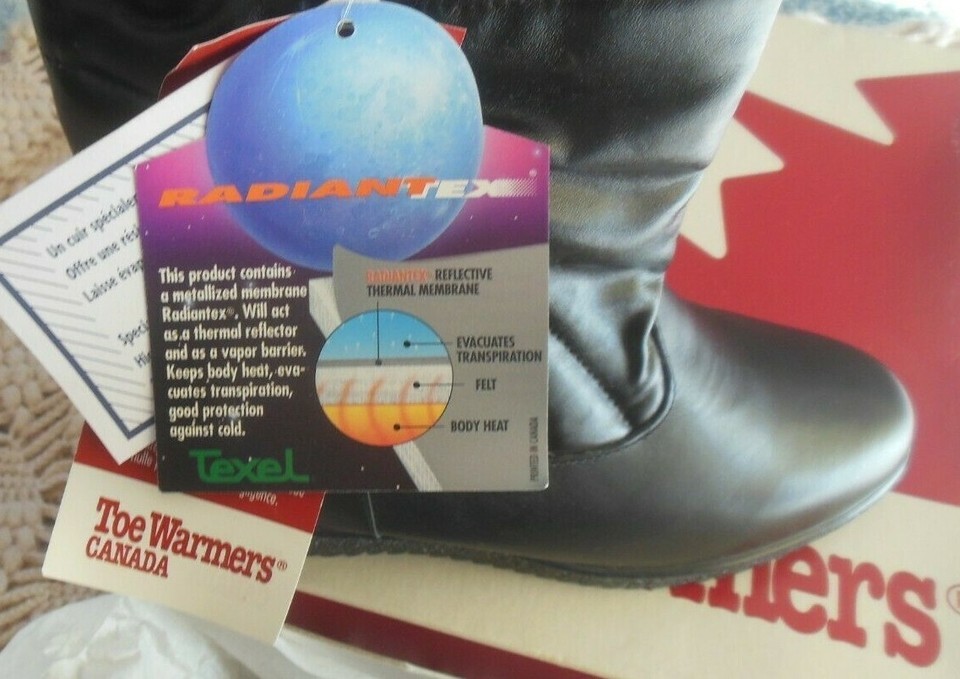 RADIANTEX®
This product contains
a metallized membrane
Radiantex®. Will act
as.a thermal reflector
and as a vapor barrier.
Keeps body heat, eva-
cuates transpiration,
good protection
against cold.
Texel
RADIANTEX® REFLECTIVE
THERMAL MEMBRANE
EVACUATES
TRANSPIRATION
FELT
BODY HEAT
PRINTED IN CANADA
Un cuir
Offre une
Laisse
Toe Warmers®
CANADA